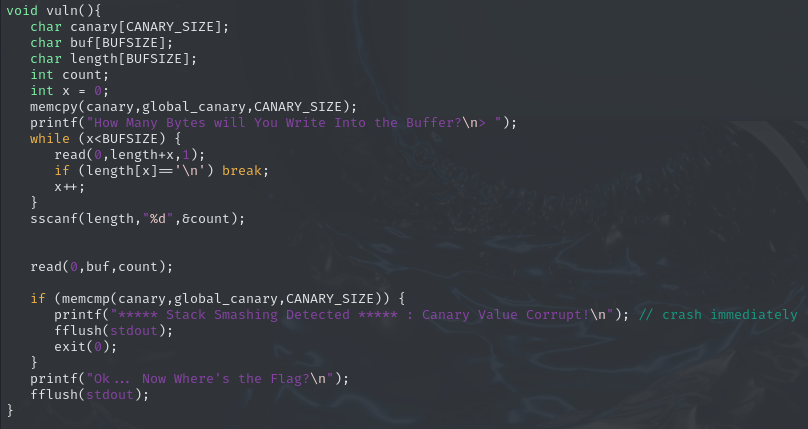 void vuln(){
   char canary[CANARY_SIZE];
   char buf[BUFSIZE];
   char length[BUFSIZE];
   int count;
   int x = 0;
   memcpy(canary,global_canary,CANARY_SIZE);
   printf("How Many Bytes will You Write Into the Buffer?\n> ");
   while (x<BUFSIZE) {
      read(0,length+x,1);
      if (length[x]=='\n') break;
      x++;
   }
   sscanf(length,"%d",&count);
   read(0,buf,count);
   if (memcmp(canary,global_canary,CANARY_SIZE)) {
      printf("***** Stack Smashing Detected ***** : Canary Value Corrupt!\n"); // crash immediately
      fflush(stdout);
      exit(0);
   }
   printf("Ok... Now Where's the Flag?\n");
   fflush(stdout);
}